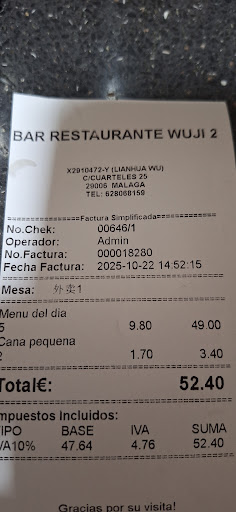 BAR RESTAURANTE WUJI 2
X2910472-Y (LIANHUA WU)
C/CUARTELES 25
29006 MALAGA
TEL: 628068159
==========Factura Simplificada==========
No.Chek: 00646/1
Operador: Admin
No.Factura: 000018280
Fecha Factura: 2025-10-22 14:52:15
Mesa: 外卖1
Menu del dia
5 9.80 49.00
Cana pequena
2 1.70 3.40
Total€: 52.40
mpuestos Incluidos:
IPO BASE IVA SUMA
VA10% 47.64 4.76 52.40
Gracias por su visita!